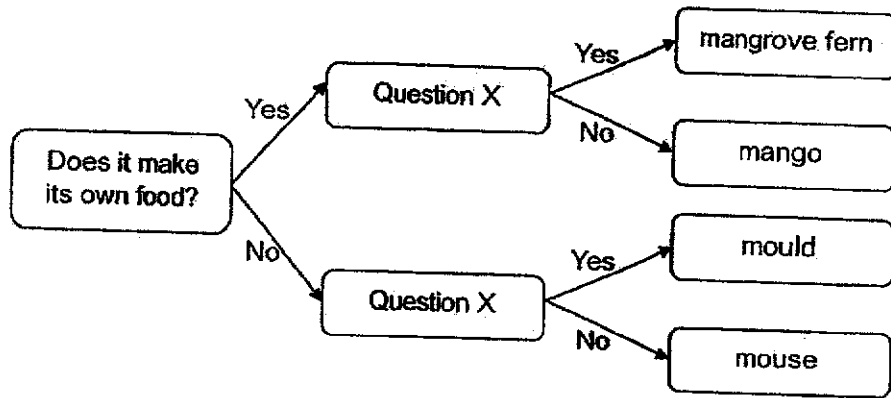 Does it make
its own food?
Yes
No
Question X
Yes
No
mangrove fern
mango
Question X
Yes
No
mould
mouse